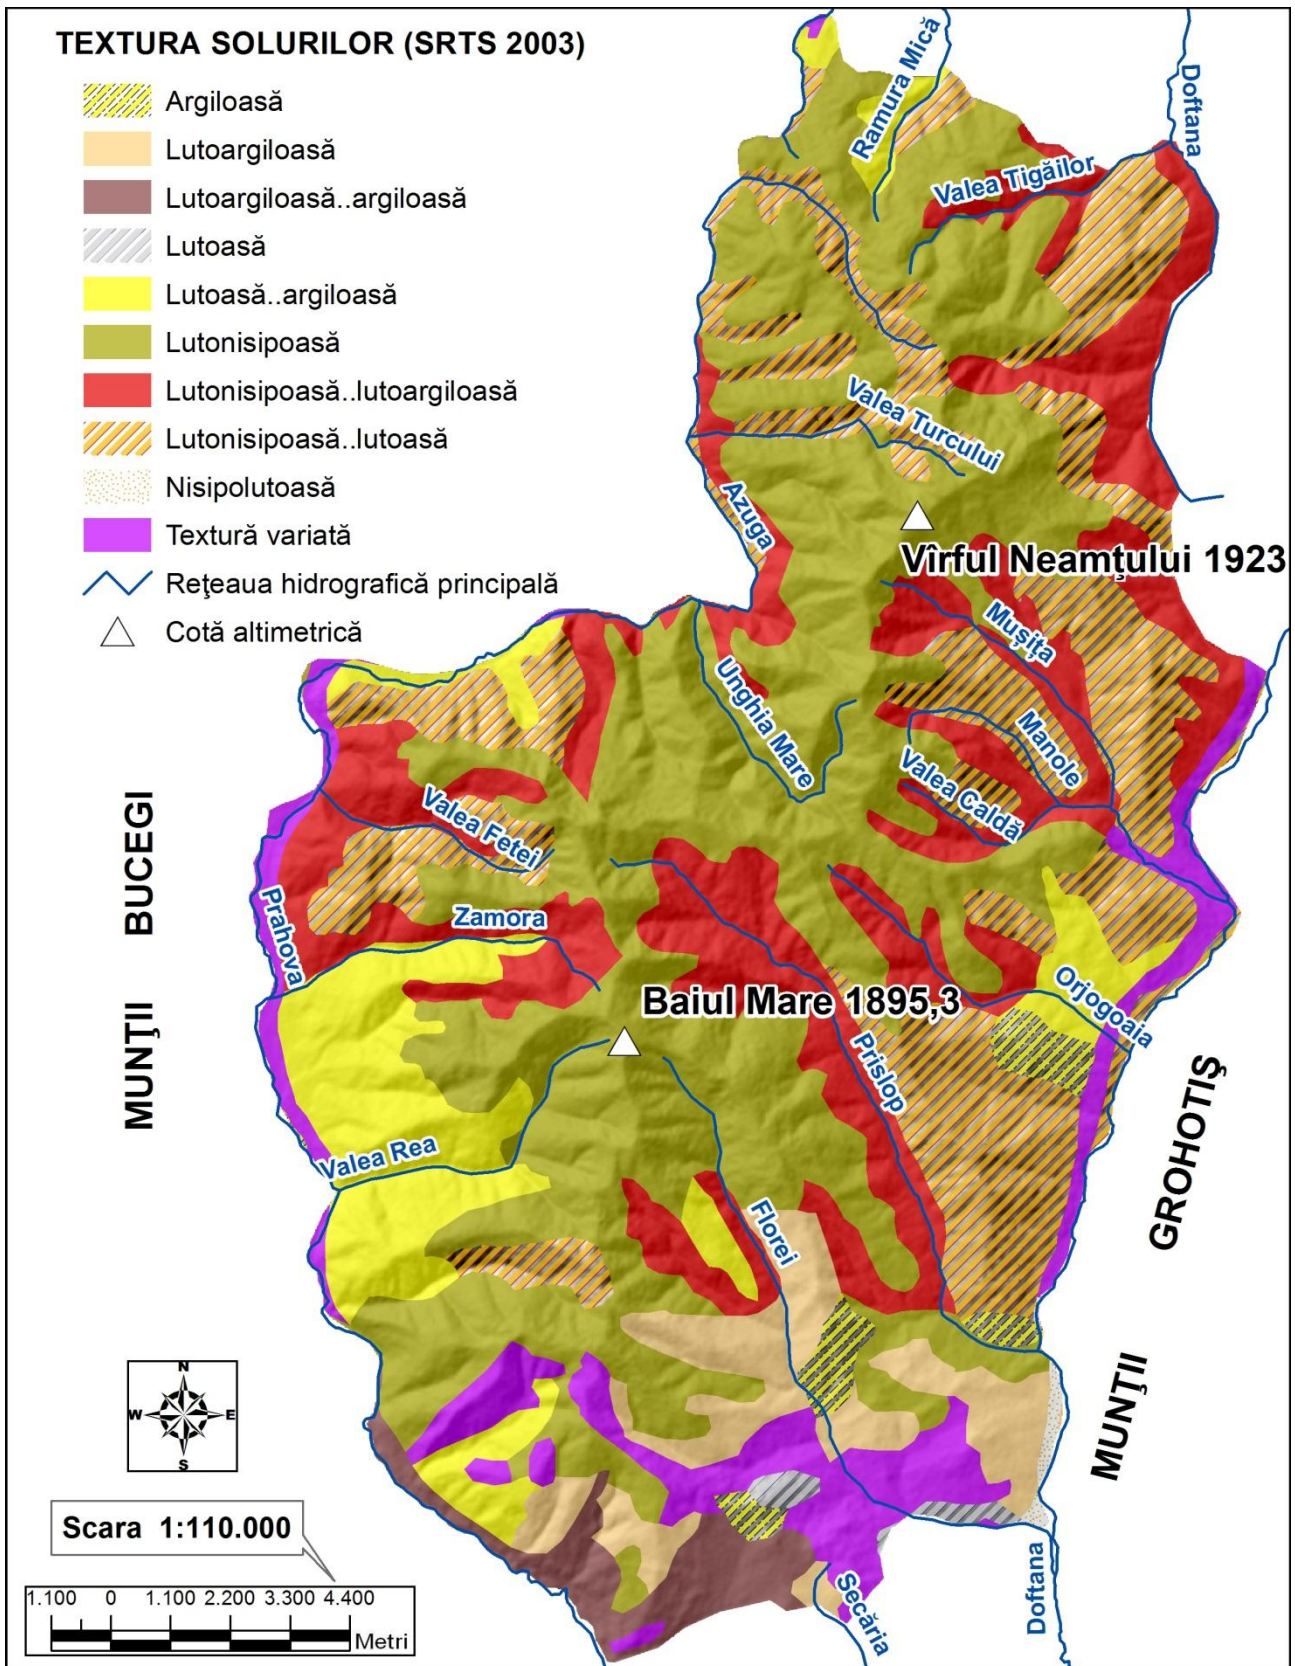 TEXTURA SOLURILOR (SRTS 2003)
Argiloasă
Lutoargiloasă
Lutoargiloasă..argiloasă
Lutoasă
Lutoasă..argiloasă
Lutonisipoasă
Lutonisipoasă..lutoargiloasă
Lutonisipoasă..lutoasă
Nisipolutoasă
Textură variată
Reţeaua hidrografică principală
Cotă altimetrică
Ramura Mică
Doftana
Valea Tigăilor
Valea Turcului
Azuga
Vîrful Neamţului 1923
Muşiţa
Unghia Mare
Manole
Valea Caldă
Valea Fetei
Zamora
Prahova
MUNŢII BUCEGI
Baiul Mare 1895,3
Orjogoaia
Prislop
Valea Rea
Florei
MUNŢII GROHOTIŞ
N
W E
S
Scara 1:110.000
1.100 0 1.100 2.200 3.300 4.400
Metri
Secăria
Doftana